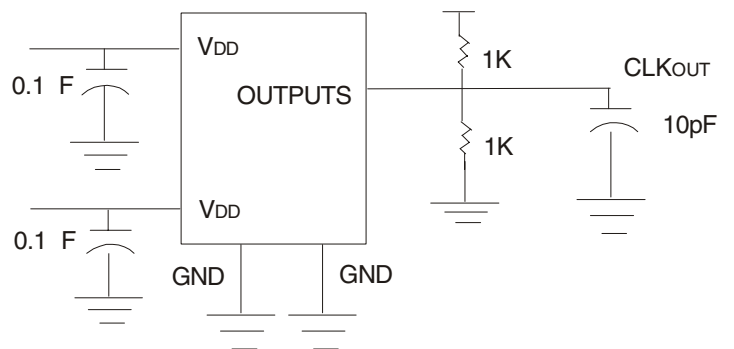 VDD
1K
CLKOUT
0.1 F
OUTPUTS
10pF
1K
VDD
0.1 F
GND
GND